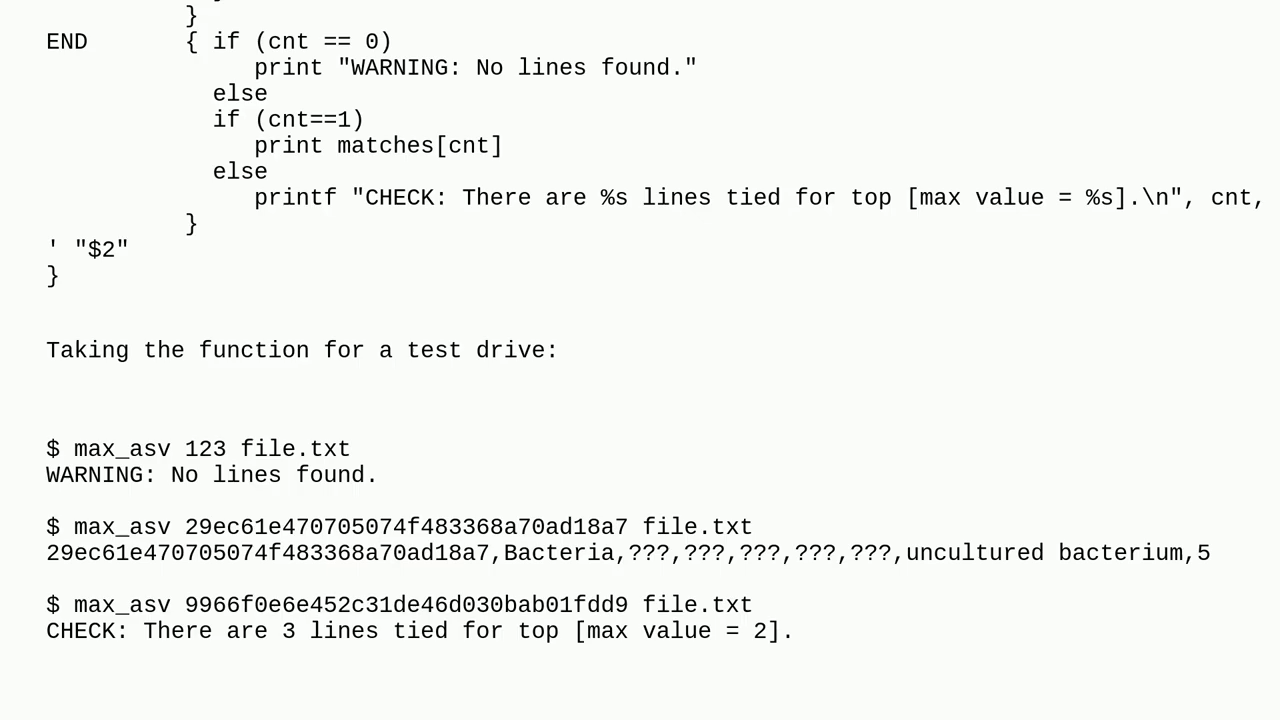 }
END       { if (cnt == 0)
               print "WARNING: No lines found."
            else
            if (cnt==1)
               print matches[cnt]
            else
               printf "CHECK: There are %s lines tied for top [max value = %s].\n", cnt,
          }
' "$2"
}
Taking the function for a test drive:
$ max_asv 123 file.txt
WARNING: No lines found.
$ max_asv 29ec61e470705074f483368a70ad18a7 file.txt
29ec61e470705074f483368a70ad18a7,Bacteria,???,???,???,???,???,uncultured bacterium,5
$ max_asv 9966f0e6e452c31de46d030bab01fdd9 file.txt
CHECK: There are 3 lines tied for top [max value = 2].